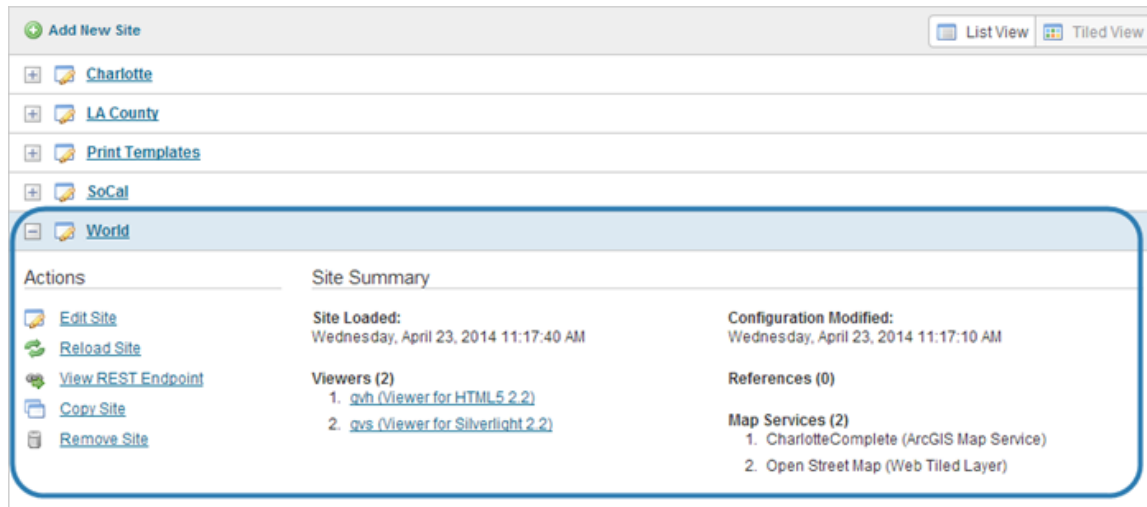 Add New Site
List View
Tiled View
Charlotte
LA County
Print Templates
SoCal
World
Actions
Edit Site
Reload Site
View REST Endpoint
Copy Site
Remove Site
Site Summary
Site Loaded:
Wednesday, April 23, 2014 11:17:40 AM
Viewers (2)
1. gvh (Viewer for HTML5 2.2)
2. gvs (Viewer for Silverlight 2.2)
Configuration Modified:
Wednesday, April 23, 2014 11:17:10 AM
References (0)
Map Services (2)
1. CharlotteComplete (ArcGIS Map Service)
2. Open Street Map (Web Tiled Layer)